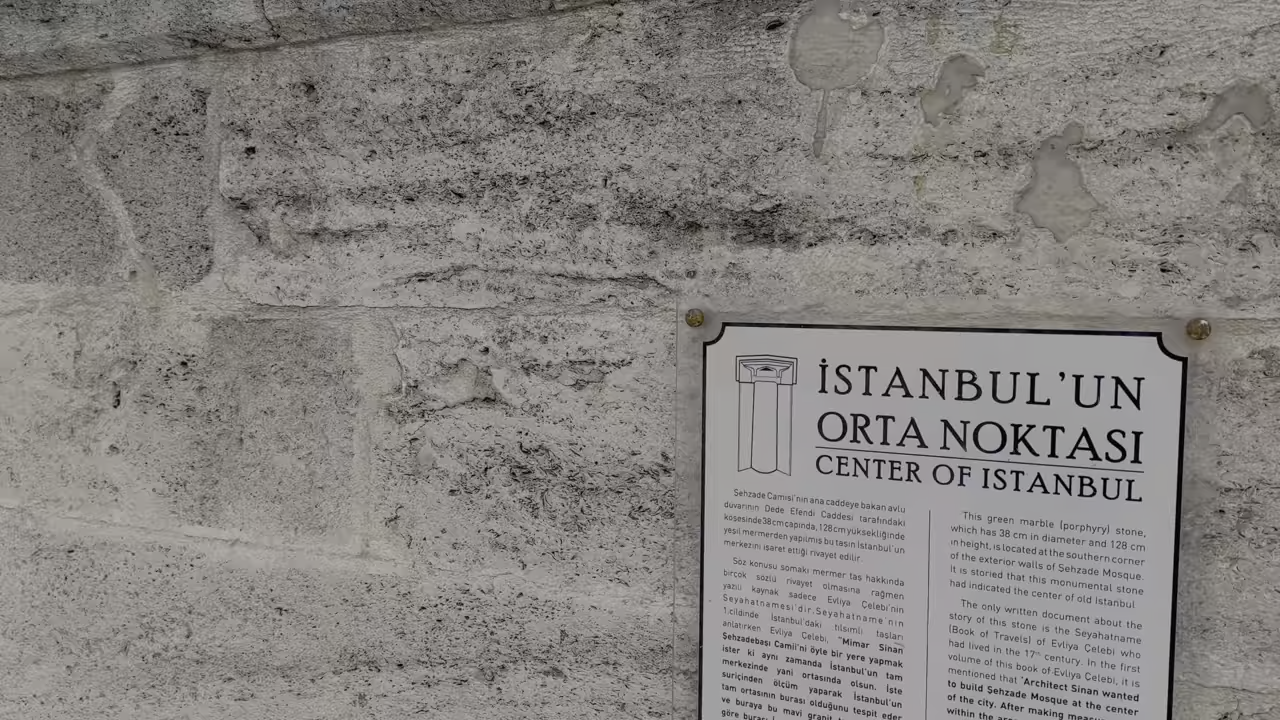 İSTANBUL'UN
ORTA NOKTASI
CENTER OF ISTANBUL
Şehzade Camisi'nin ana caddeye bakan avlu
duvarının Dede Efendi Caddesi tarafındaki
köşesinde 38 cm çapında, 128 cm yüksekliğinde
yeşil mermerden yapılmış bu taşın İstanbul'un
merkezini işaret ettiği rivayet edilir.
Söz konusu somaki mermer taş hakkında
birçok sözlü rivayet olmasına rağmen
yazılı kaynak sadece Evliya Çelebi'nin
Seyahatnamesi'dir. Seyahatname'nin
1.cildinde İstanbul'daki tılsımlı taşları
anlatırken Evliya Çelebi, "Mimar Sinan
Şehzadebaşı Camii'ni öyle bir yere yapmak
ister ki aynı zamanda İstanbul'un tam
merkezinde yani ortasında olsun. İşte
suriçinden ölçüm yaparak İstanbul'un
tam ortasının burası olduğunu tespit eder
ve buraya bu mavi granit
göre burası
This green marble (porphyry) stone,
which has 38 cm in diameter and 128 cm
in height, is located at the southern corner
of the exterior walls of Şehzade Mosque.
It is storied that this monumental stone
had indicated the center of old Istanbul
The only written document about the
story of this stone is the Seyahatname
(Book of Travels) of Evliya Çelebi who
had lived in the 17th century. In the first
volume of this book of Evliya Çelebi, it is
mentioned that "Architect Sinan wanted
to build Şehzade Mosque at the center
of the city. After making
within the